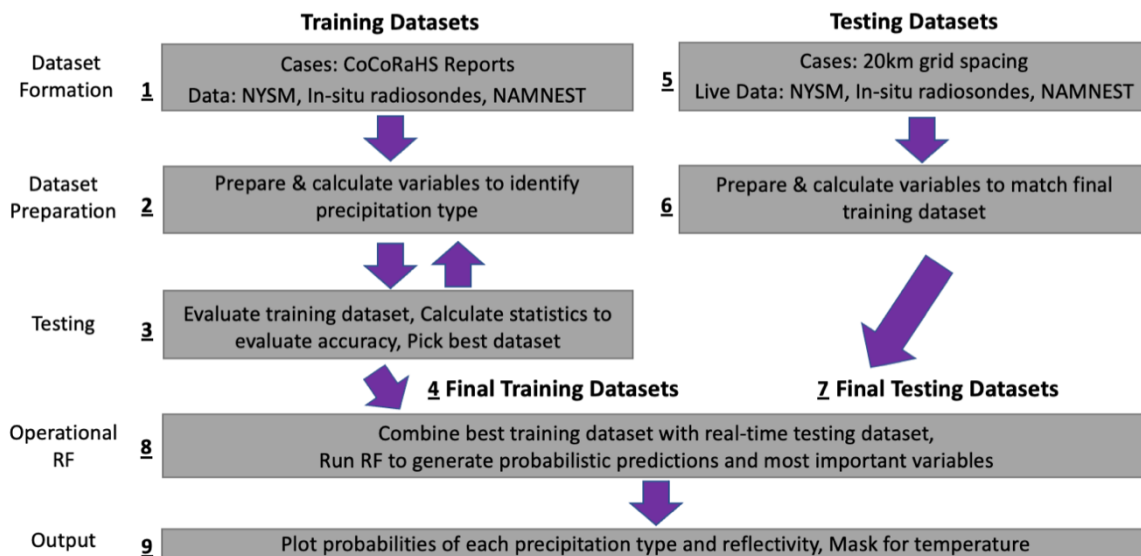 Training Datasets
Testing Datasets
Dataset
Formation
1
Cases: CoCoRaHS Reports
Data: NYSM, In-situ radiosondes, NAMNEST
5
Cases: 20km grid spacing
Live Data: NYSM, In-situ radiosondes, NAMNEST
Dataset
Preparation
2
Prepare & calculate variables to identify
precipitation type
6
Prepare & calculate variables to match final
training dataset
Testing
3
Evaluate training dataset, Calculate statistics to
evaluate accuracy, Pick best dataset
4 Final Training Datasets
7 Final Testing Datasets
Operational
RF
8
Combine best training dataset with real-time testing dataset,
Run RF to generate probabilistic predictions and most important variables
Output
9
Plot probabilities of each precipitation type and reflectivity, Mask for temperature